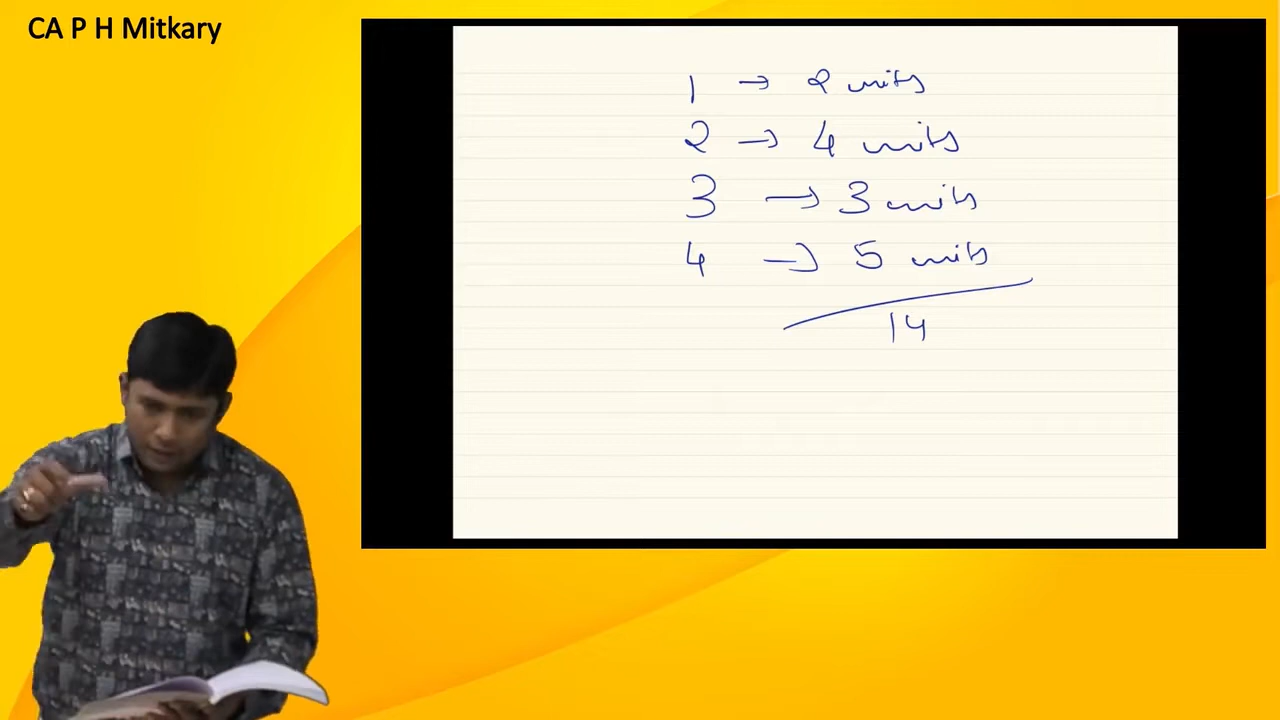 CA P H Mitkary
1 → 2 units
2 → 4 units
3 → 3 units
4 → 5 units
14